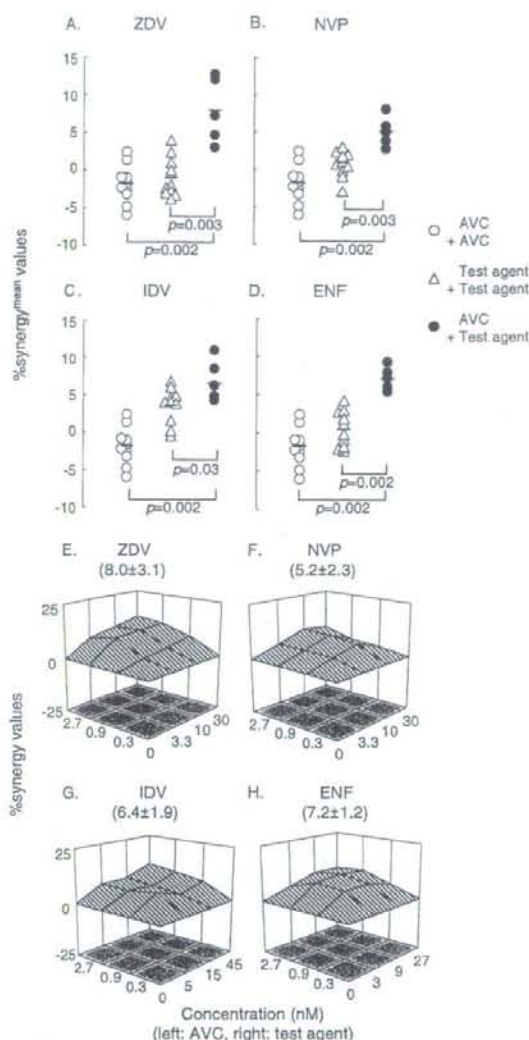 A. ZDV
B. NVP
15
10
5
0
-5
-10
p=0.003
p=0.002
p=0.003
p=0.002
AVC
+ AVC
Test agent
+ Test agent
AVC
+ Test agent
%synergymean values
C. IDV
D. ENF
15
10
5
0
-5
-10
p=0.03
p=0.002
p=0.002
p=0.002
E. ZDV
(8.0±3.1)
F. NVP
(5.2±2.3)
25
0
-25
2.7 0.9 0.3 0 3.3 10 30
2.7 0.9 0.3 0 3.3 10 30
%synergy values
G. IDV
(6.4±1.9)
H. ENF
(7.2±1.2)
25
0
-25
2.7 0.9 0.3 0 5 15 45
2.7 0.9 0.3 0 3 9 27
Concentration (nM)
(left: AVC, right: test agent)